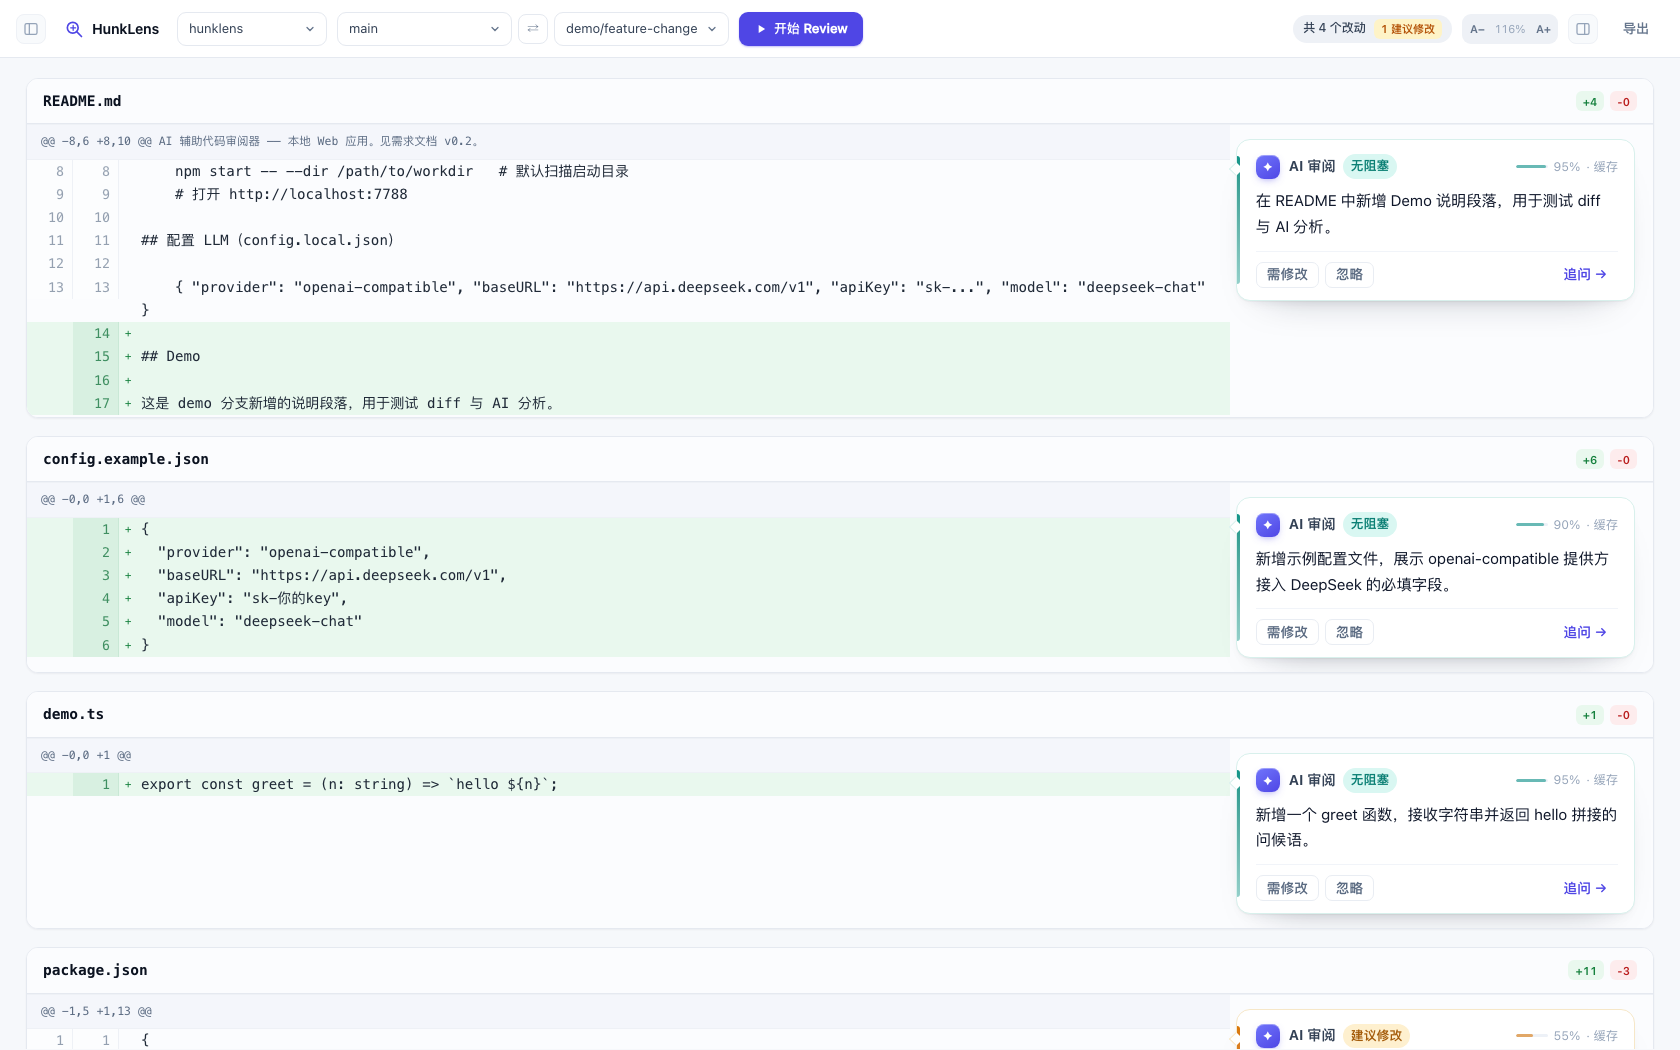 HunkLens
hunklens
main
⇄
demo/feature-change
▶ 开始 Review
共 4 个改动 1 建议修改
A− 116% A+
导出
README.md
+4 -0
@@ -8,6 +8,10 @@ AI 辅助代码审阅器 —— 本地 Web 应用。见需求文档 v0.2。
8 8 npm start -- --dir /path/to/workdir # 默认扫描启动目录
9 9 # 打开 http://localhost:7788
10 10
11 11 ## 配置 LLM（config.local.json）
12 12
13 13 { "provider": "openai-compatible", "baseURL": "https://api.deepseek.com/v1", "apiKey": "sk-...", "model": "deepseek-chat"
}
14 +
15 + ## Demo
16 +
17 + 这是 demo 分支新增的说明段落，用于测试 diff 与 AI 分析。
AI 审阅 无阻塞 95% · 缓存
在 README 中新增 Demo 说明段落，用于测试 diff
与 AI 分析。
需修改 忽略 追问 →
config.example.json
+6 -0
@@ -0,0 +1,6 @@
1 + {
2 + "provider": "openai-compatible",
3 + "baseURL": "https://api.deepseek.com/v1",
4 + "apiKey": "sk-你的key",
5 + "model": "deepseek-chat"
6 + }
AI 审阅 无阻塞 90% · 缓存
新增示例配置文件，展示 openai-compatible 提供方
接入 DeepSeek 的必填字段。
需修改 忽略 追问 →
demo.ts
+1 -0
@@ -0,0 +1 @@
1 + export const greet = (n: string) => `hello ${n}`;
AI 审阅 无阻塞 95% · 缓存
新增一个 greet 函数，接收字符串并返回 hello 拼接的
问候语。
需修改 忽略 追问 →
package.json
+11 -3
@@ -1,5 +1,13 @@
1 1 {
AI 审阅 建议修改 55% · 缓存